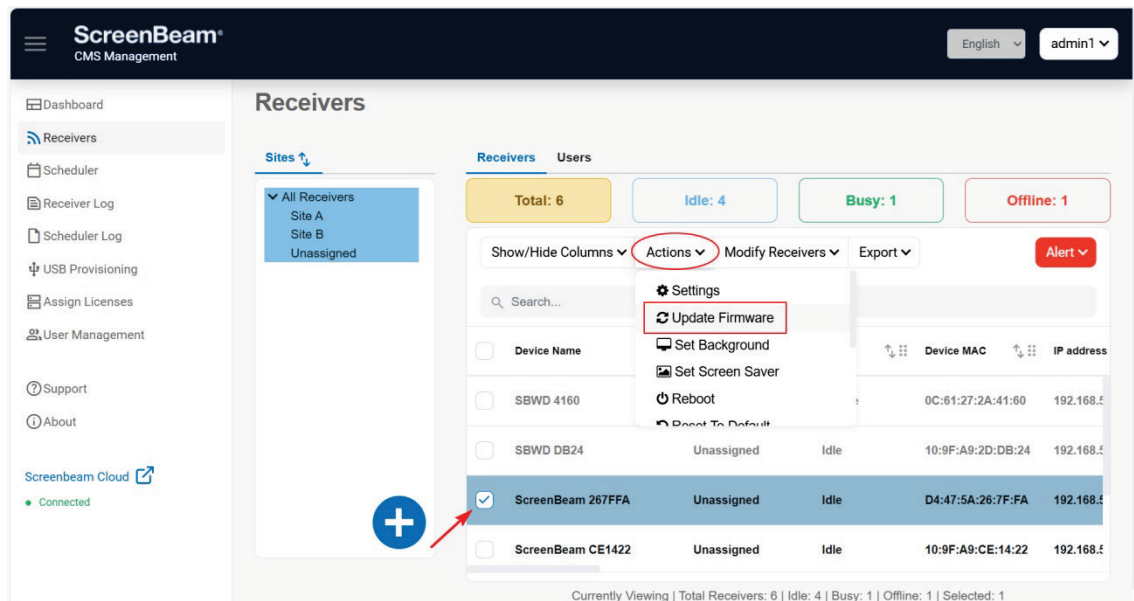 ScreenBeam®
CMS Management
English
admin1
Dashboard
Receivers
Scheduler
Receiver Log
Scheduler Log
USB Provisioning
Assign Licenses
User Management
Support
About
Screenbeam Cloud
Connected
Receivers
Sites
All Receivers
Site A
Site B
Unassigned
Receivers Users
Total: 6 Idle: 4 Busy: 1 Offline: 1
Show/Hide Columns Actions Modify Receivers Export Alert
Search...
Settings
Update Firmware
Set Background
Set Screen Saver
Reboot
Reset To Default
Device Name Device MAC IP address
SBWD 4160 0C:61:27:2A:41:60 192.168.5
SBWD DB24 Unassigned Idle 10:9F:A9:2D:DB:24 192.168.5
ScreenBeam 267FFA Unassigned Idle D4:47:5A:26:7F:FA 192.168.5
ScreenBeam CE1422 Unassigned Idle 10:9F:A9:CE:14:22 192.168.5
Currently Viewing | Total Receivers: 6 | Idle: 4 | Busy: 1 | Offline: 1 | Selected: 1